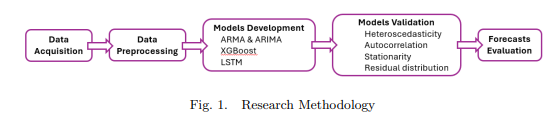 Data
Acquisition
Data
Preprocessing
Models Development
ARMA & ARIMA
XGBoost
LSTM
Models Validation
Heteroscedasticity
Autocorrelation
Stationarity
Residual distribution
Forecasts
Evaluation
Fig. 1. Research Methodology